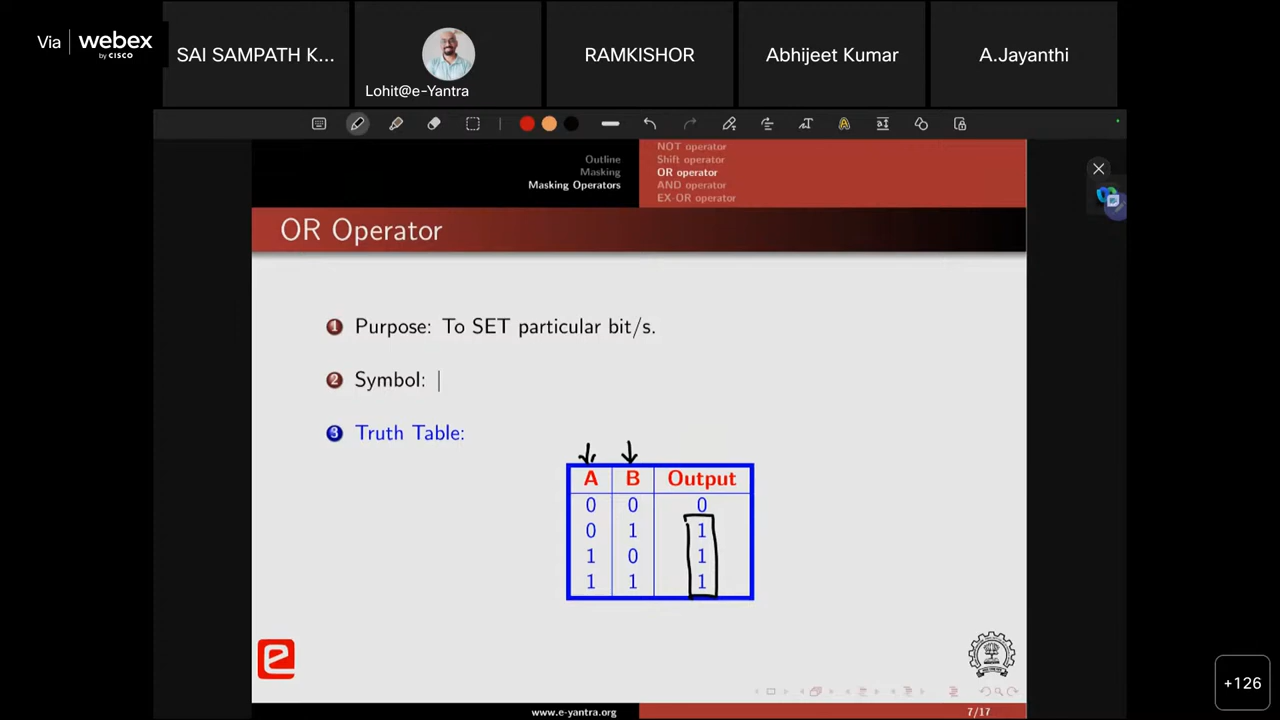 Via webex
by CISCO
SAI SAMPATH K...
Lohit@e-Yantra
RAMKISHOR
Abhijeet Kumar
A.Jayanthi
Outline
Masking
Masking Operators
NOT operator
Shift operator
OR operator
AND operator
EX-OR operator
OR Operator
1 Purpose: To SET particular bit/s.
2 Symbol: |
3 Truth Table:
A B Output
0 0 0
0 1 1
1 0 1
1 1 1
www.e-yantra.org
7/17
+126